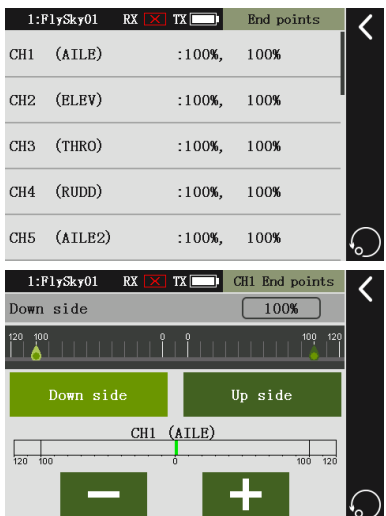 1:FlySky01 RX TX End points
CH1 (AILE) :100%, 100%
CH2 (ELEV) :100%, 100%
CH3 (THRO) :100%, 100%
CH4 (RUDD) :100%, 100%
CH5 (AILE2) :100%, 100%
1:FlySky01 RX TX CH1 End points
Down side 100%
120 100 0 0 100 120
Down side Up side
CH1 (AILE)
120 100 0 100 120